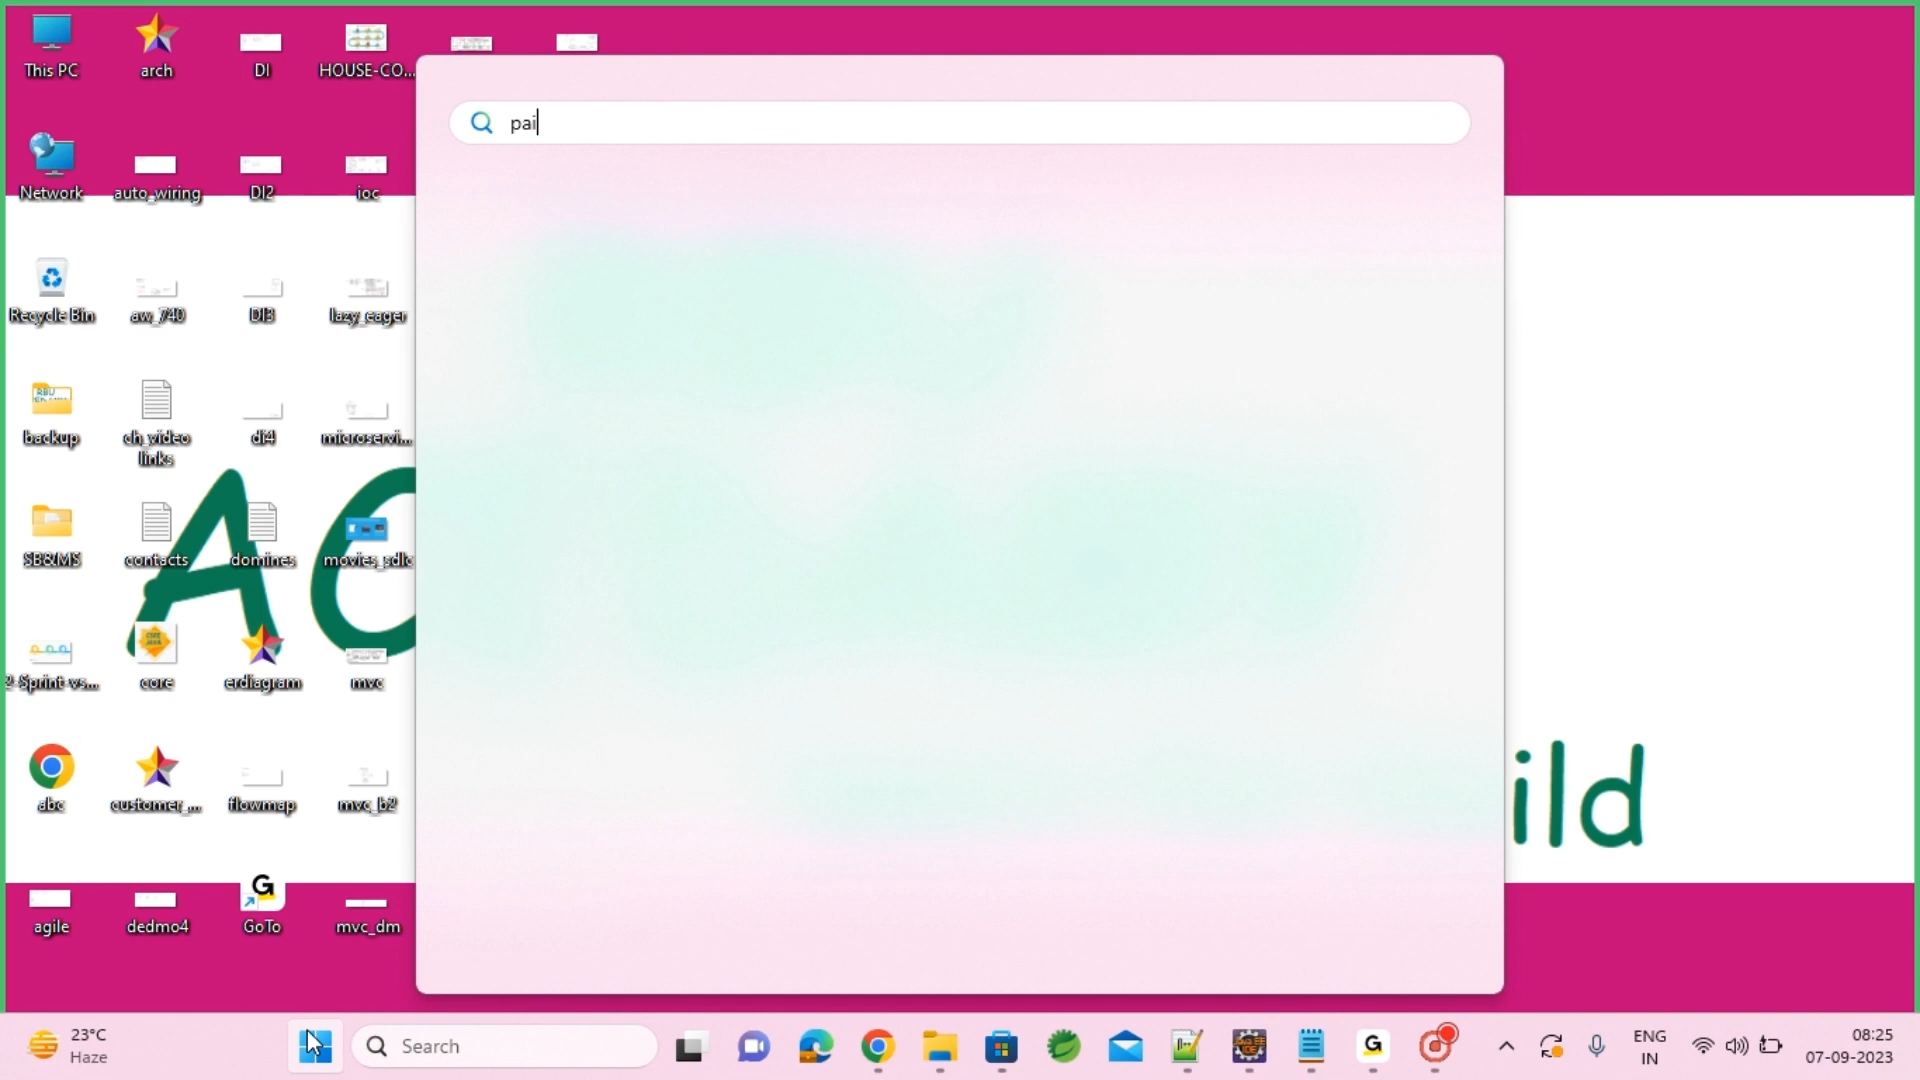 This PC
arch
DI
HOUSE-CO...
pai
Network
auto_wiring
DI2
ioc
Recycle Bin
aw_740
DI3
lazy_eager
backup
ch_video
links
di4
microservi...
SB&MS
contacts
domines
movies_sdlc
2-Sprint-vs...
core
erdiagram
mvc
abc
customer_...
flowmap
mvc_b2
ild
agile
dedmo4
GoTo
mvc_dm
23°C
Haze
Search
ENG
IN
08:25
07-09-2023